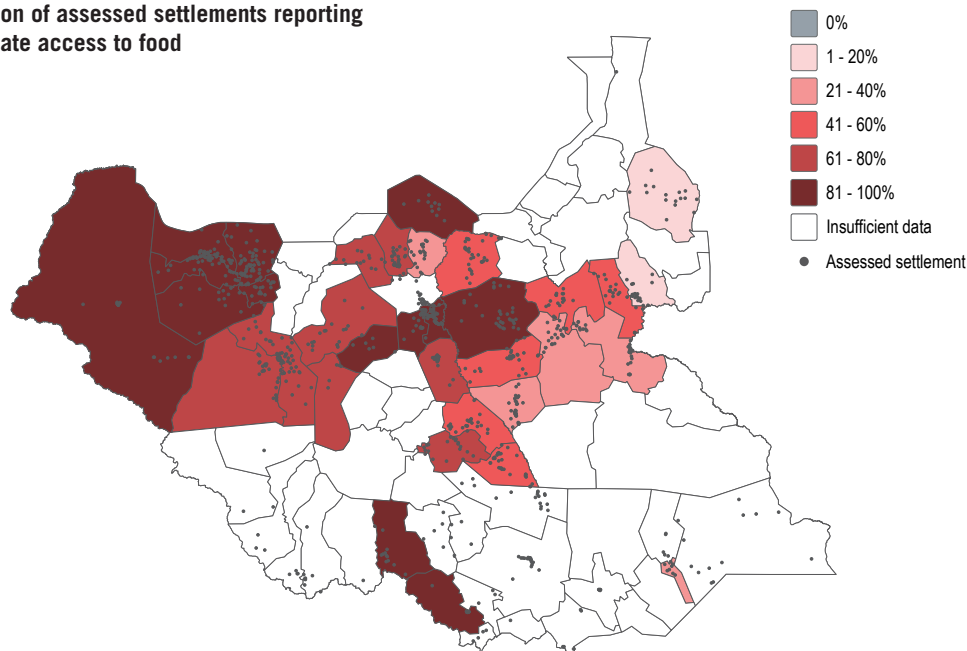 on of assessed settlements reporting
ate access to food
0%
1 - 20%
21 - 40%
41 - 60%
61 - 80%
81 - 100%
Insufficient data
Assessed settlement